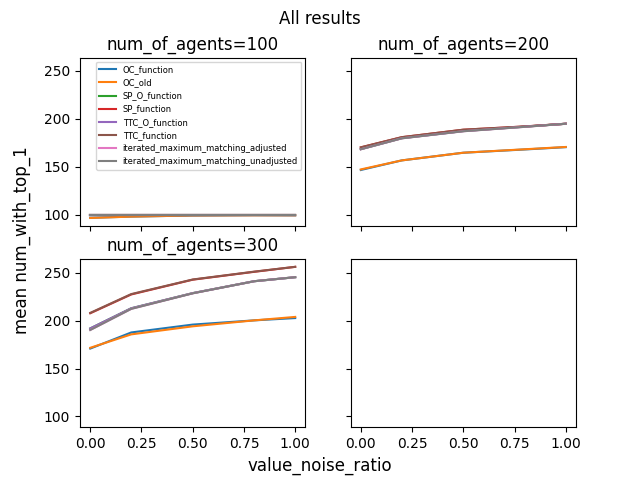 All results
num_of_agents=100
num_of_agents=200
250
200
150
100
OC_function
OC_old
SP_O_function
SP_function
TTC_O_function
TTC_function
iterated_maximum_matching_adjusted
iterated_maximum_matching_unadjusted
mean num_with_top_1
num_of_agents=300
250
200
150
100
0.00 0.25 0.50 0.75 1.00
0.00 0.25 0.50 0.75 1.00
value_noise_ratio